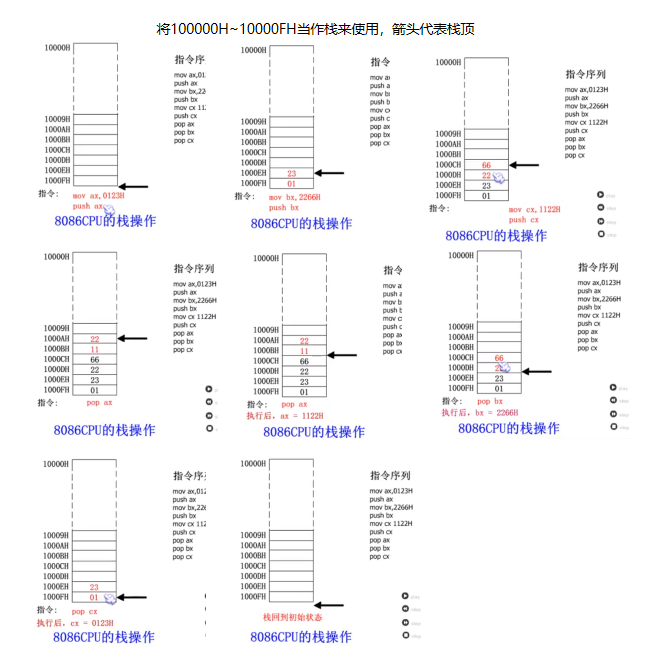 将100000H~10000FH当作栈来使用，箭头代表栈顶
10000H
指令序
mov ax,01
push ax
mov bx,22
push bx
mov cx 11
push cx
pop ax
pop bx
pop cx
10009H
1000AH
1000BH
1000CH
1000DH
1000EH
1000FH
指令:
mov ax,0123H
push ax
8086CPU的栈操作
10000H
指令
mov a
push a
mov b
push b
mov c
push c
pop ax
pop bx
pop cx
10009H
1000AH
1000BH
1000CH
1000DH
1000EH 23
1000FH 01
指令:
mov bx,2266H
push bx
8086CPU的栈操作
10000H
指令序列
mov ax,0123H
push ax
mov bx,2266H
push bx
mov cx 1122H
push cx
pop ax
pop bx
pop cx
10009H
1000AH
1000BH
1000CH 66
1000DH 22
1000EH 23
1000FH 01
指令:
mov cx,1122H
push cx
8086CPU的栈操作
10000H
指令序列
mov ax,0123H
push ax
mov bx,2266H
push bx
mov cx 1122H
push cx
pop ax
pop bx
pop cx
10009H
1000AH 22
1000BH 11
1000CH 66
1000DH 22
1000EH 23
1000FH 01
指令:
pop ax
8086CPU的栈操作
10000H
指令
mov a
push a
mov b
push b
mov c
push c
pop ax
pop bx
pop cx
10009H
1000AH 22
1000BH 11
1000CH 66
1000DH 22
1000EH 23
1000FH 01
指令:
pop ax
执行后, ax = 1122H
8086CPU的栈操作
10000H
指令序列
mov ax,0123H
push ax
mov bx,2266H
push bx
mov cx 1122H
push cx
pop ax
pop bx
pop cx
10009H
1000AH
1000BH
1000CH 66
1000DH 22
1000EH 23
1000FH 01
指令:
pop bx
执行后, bx = 2266H
8086CPU的栈操作
10000H
指令序
mov ax,012
push ax
mov bx,226
push bx
mov cx 112
push cx
pop ax
pop bx
pop cx
10009H
1000AH
1000BH
1000CH
1000DH
1000EH 23
1000FH 01
指令:
pop cx
执行后, cx = 0123H
8086CPU的栈操作
10000H
指令序列
mov ax,0123H
push ax
mov bx,2266H
push bx
mov cx 1122H
push cx
pop ax
pop bx
pop cx
10009H
1000AH
1000BH
1000CH
1000DH
1000EH
1000FH
栈回到初始状态
8086CPU的栈操作